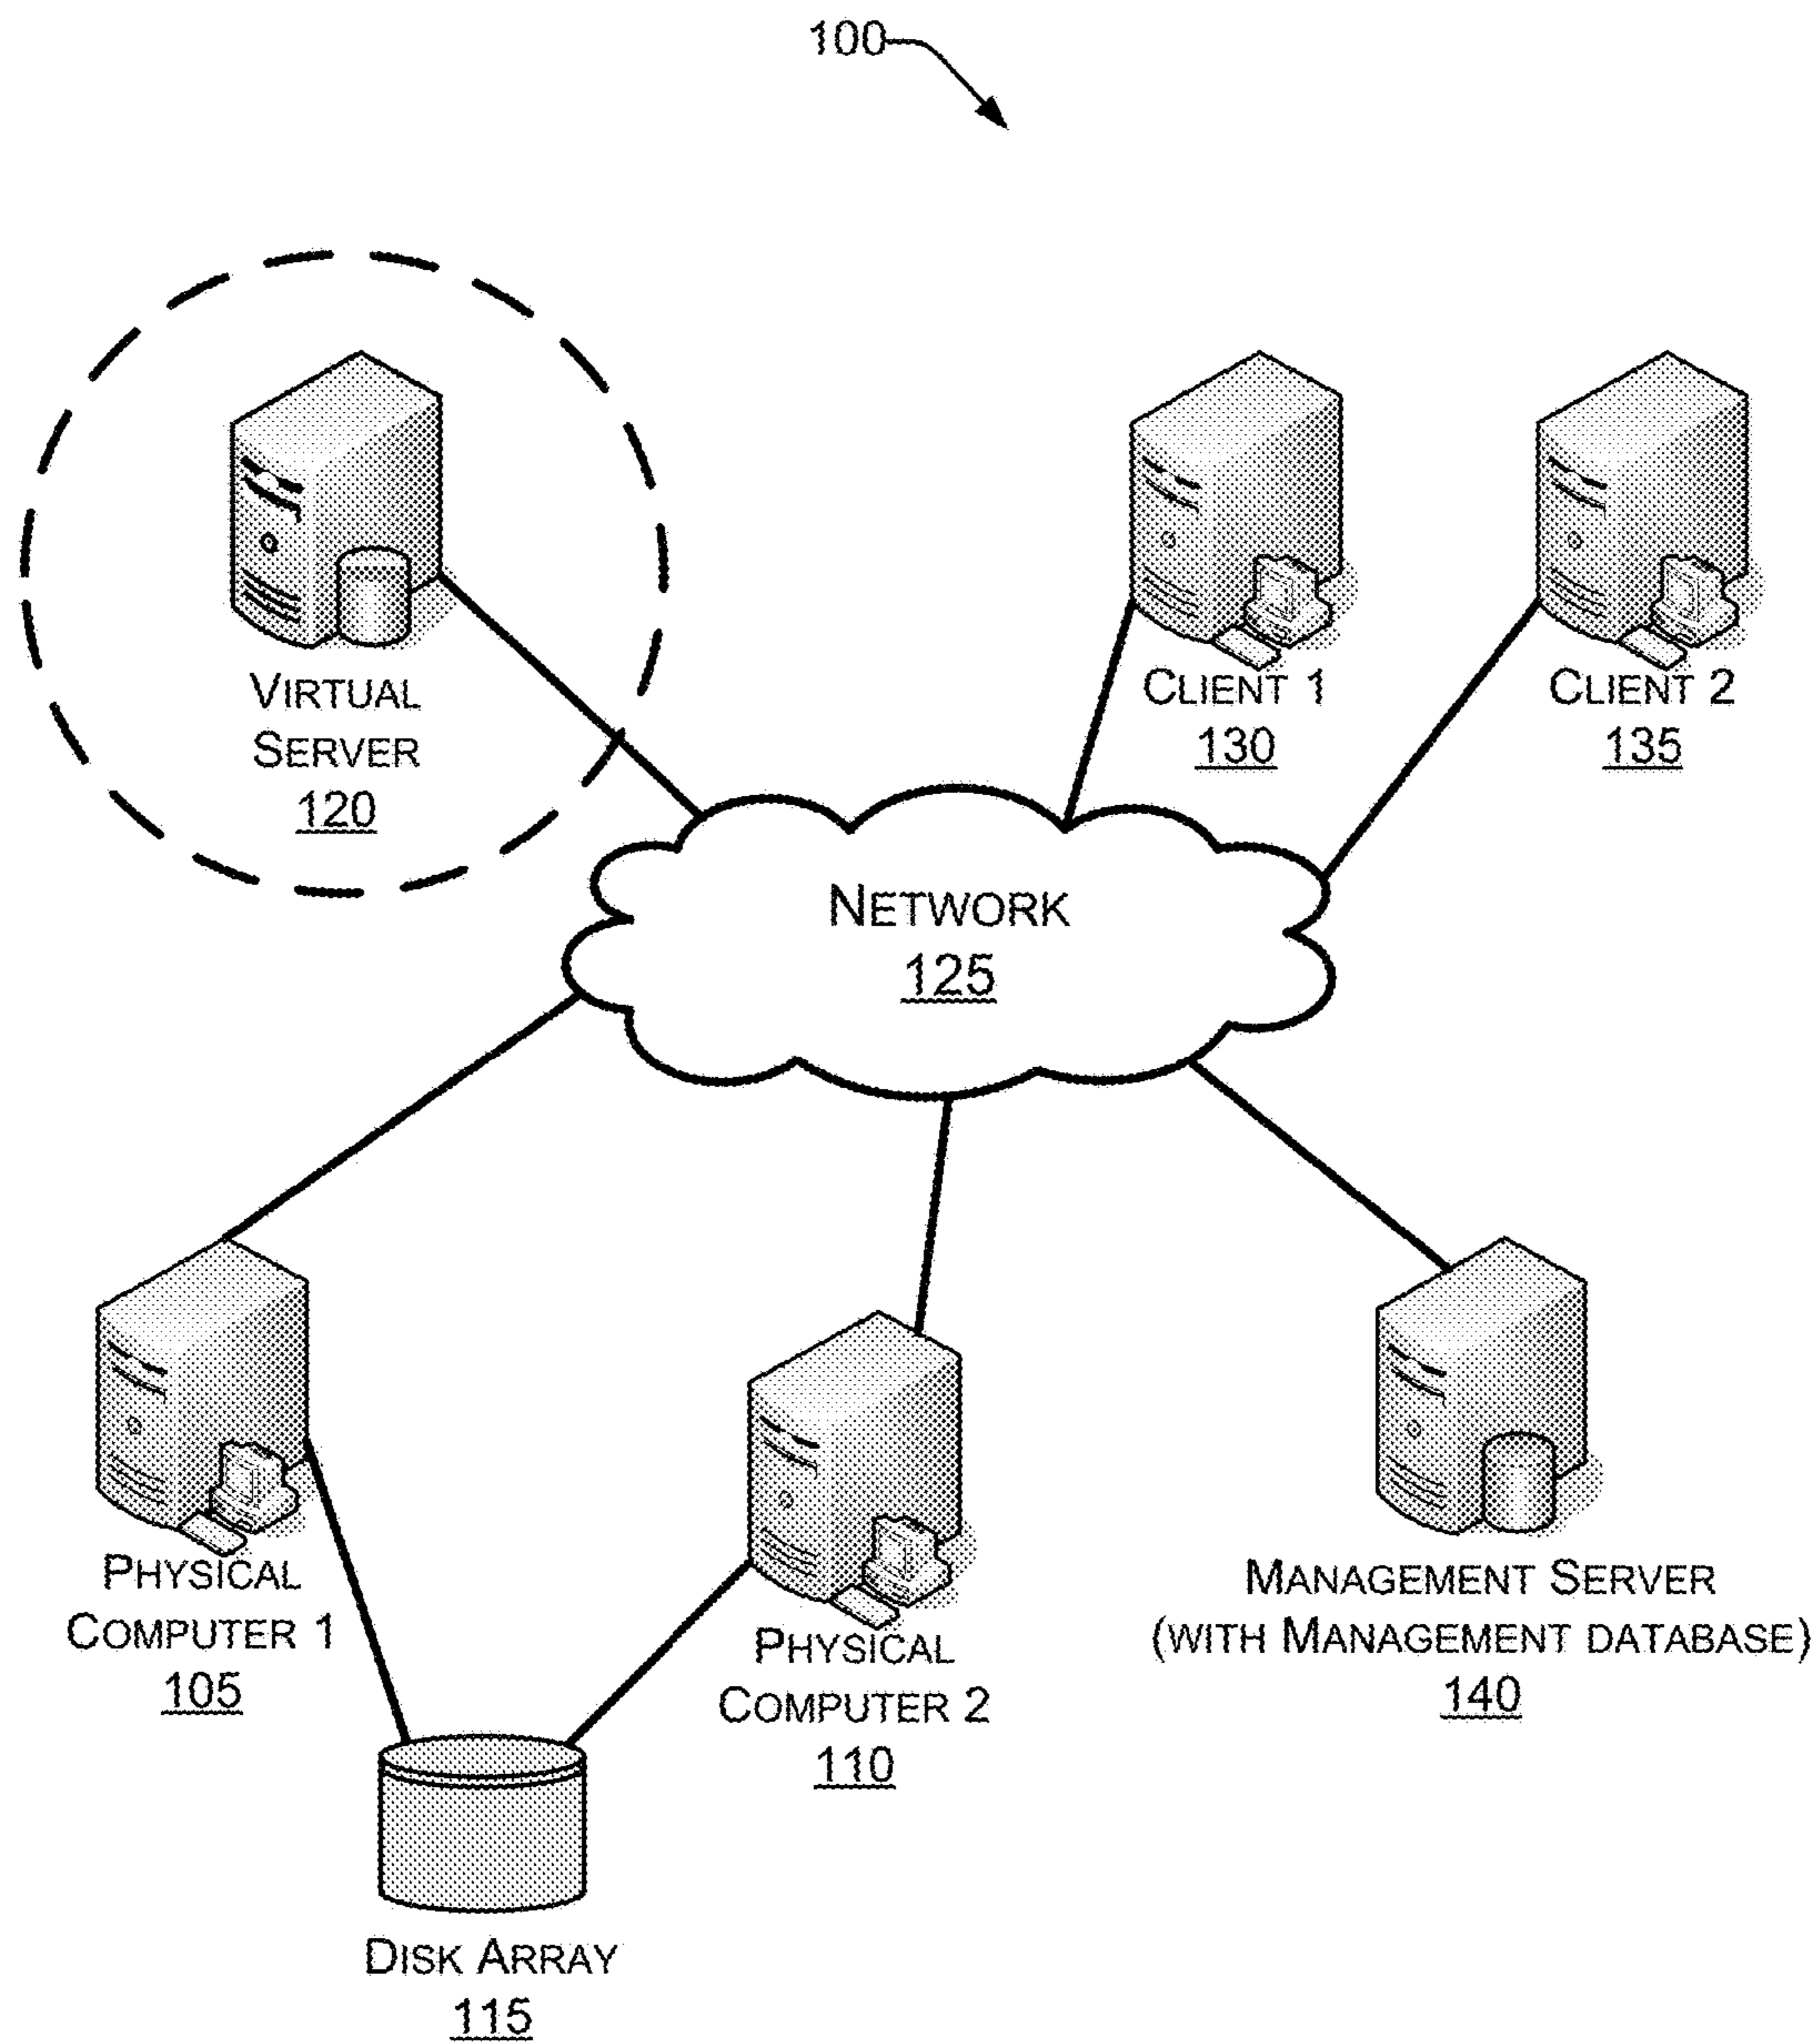 100
VIRTUAL
SERVER
120
CLIENT 1
130
CLIENT 2
135
NETWORK
125
PHYSICAL
COMPUTER 1
105
PHYSICAL
COMPUTER 2
110
MANAGEMENT SERVER
(WITH MANAGEMENT DATABASE)
140
DISK ARRAY
115